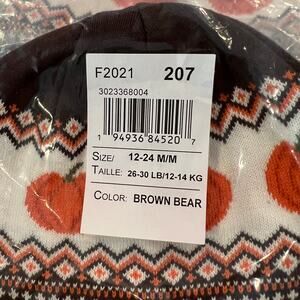 F2021 207
3023368004
1 94936 84520 7
SIZE/ 12-24 M/M
TAILLE: 26-30 LB/12-14 KG
COLOR: BROWN BEAR